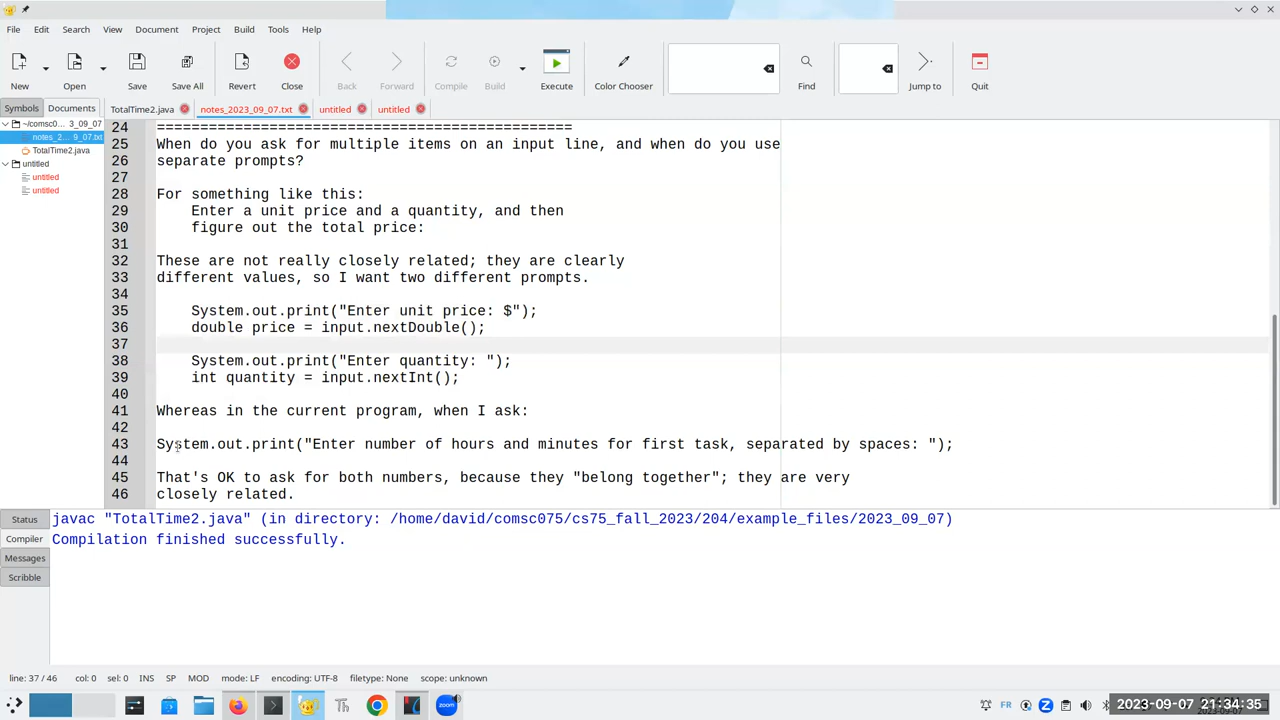 File Edit Search View Document Project Build Tools Help
New Open Save Save All Revert Close Back Forward Compile Build Execute Color Chooser Find Jump to Quit
Symbols Documents TotalTime2.java notes_2023_09_07.txt untitled untitled
~/comsc0... 3_09_07
notes_2... 9_07.txt
TotalTime2.java
untitled
untitled
untitled
24 ================================================
25 When do you ask for multiple items on an input line, and when do you use
26 separate prompts?
27
28 For something like this:
29 Enter a unit price and a quantity, and then
30 figure out the total price:
31
32 These are not really closely related; they are clearly
33 different values, so I want two different prompts.
34
35 System.out.print("Enter unit price: $");
36 double price = input.nextDouble();
37
38 System.out.print("Enter quantity: ");
39 int quantity = input.nextInt();
40
41 Whereas in the current program, when I ask:
42
43 System.out.print("Enter number of hours and minutes for first task, separated by spaces: ");
44
45 That's OK to ask for both numbers, because they "belong together"; they are very
46 closely related.
Status
Compiler
Messages
Scribble
javac "TotalTime2.java" (in directory: /home/david/comsc075/cs75_fall_2023/204/example_files/2023_09_07)
Compilation finished successfully.
line: 37 / 46 col: 0 sel: 0 INS SP MOD mode: LF encoding: UTF-8 filetype: None scope: unknown
zoom FR 2023-09-07 21:34:35